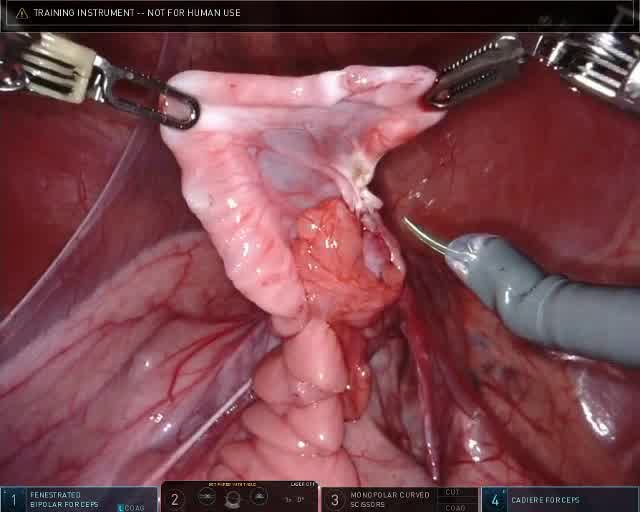 TRAINING INSTRUMENT -- NOT FOR HUMAN USE
1
FENESTRATED
BIPOLAR FORCEPS
COAG
2
3
MONOPOLAR CURVED
SCISSORS
CUT
COAG
4
CADIERE FORCEPS